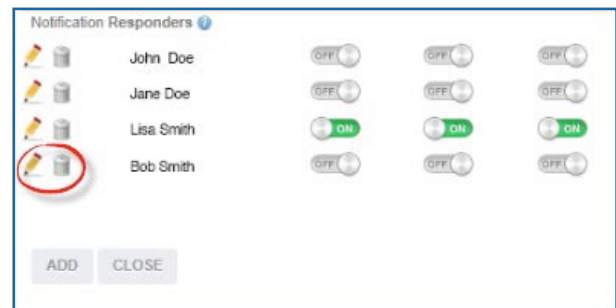 Notification Responders ?
John Doe OFF OFF OFF
Jane Doe OFF OFF OFF
Lisa Smith ON ON ON
Bob Smith OFF OFF OFF
ADD CLOSE